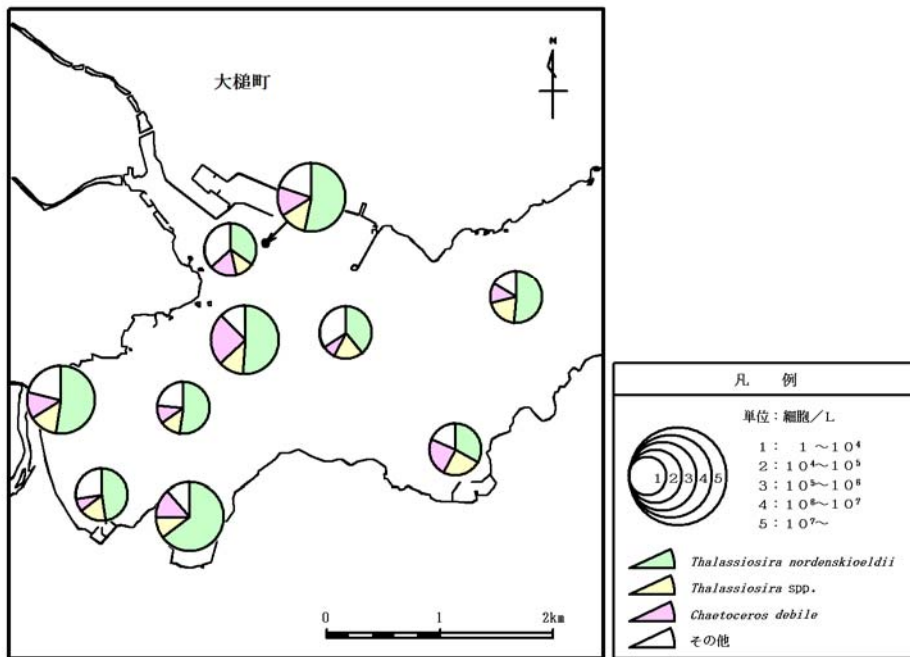 大槌町
N
0 1 2km
凡 例
単位：細胞／L
1 2 3 4 5
1： 1 ～10⁴
2：10⁴～10⁵
3：10⁵～10⁶
4：10⁶～10⁷
5：10⁷～
Thalassiosira nordenskioeldii
Thalassiosira spp.
Chaetoceros debile
その他